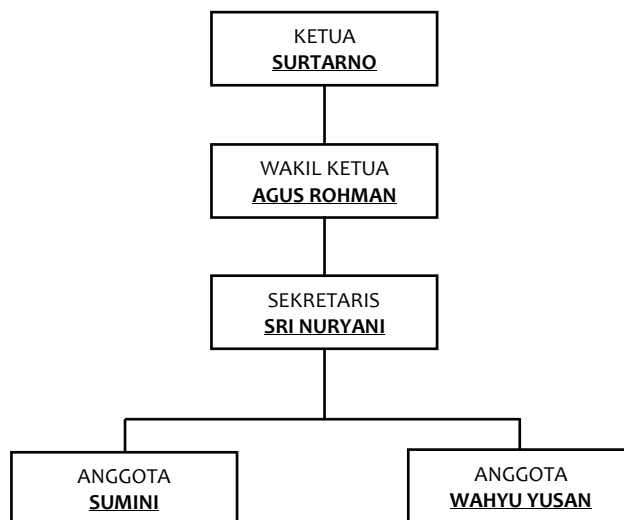 KETUA
SURTARNO
WAKIL KETUA
AGUS ROHMAN
SEKRETARIS
SRI NURYANI
ANGGOTA
SUMINI
ANGGOTA
WAHYU YUSAN